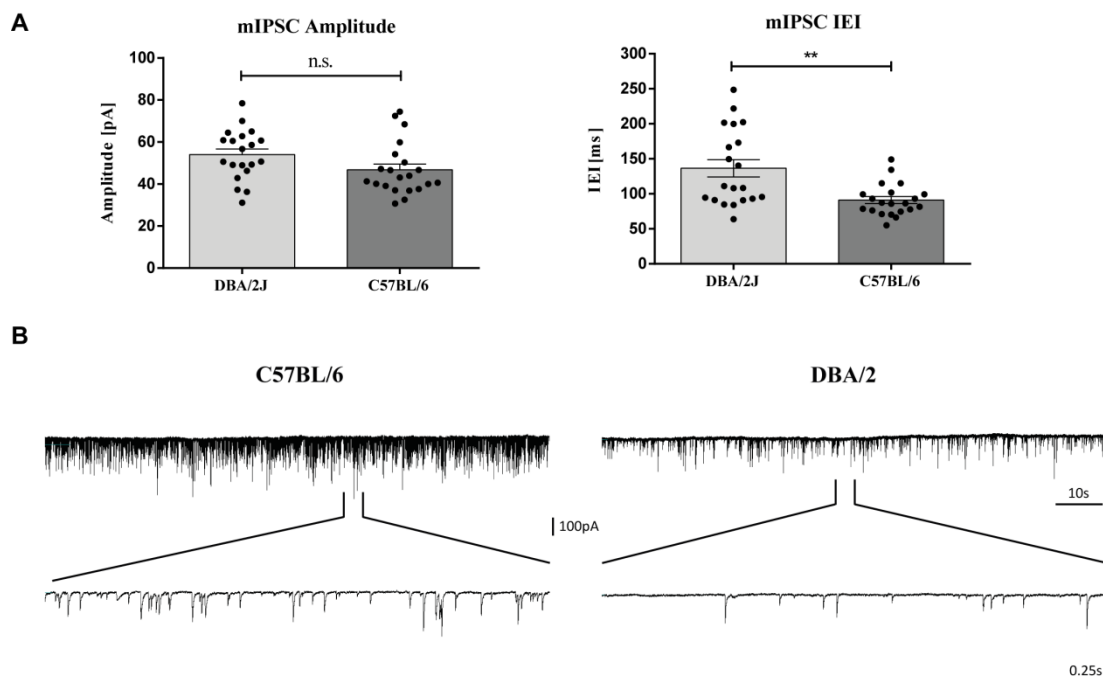 A
mIPSC Amplitude
n.s.
Amplitude [pA]
100
80
60
40
20
0
DBA/2J
C57BL/6
mIPSC IEI
**
IEI [ms]
300
250
200
150
100
50
0
DBA/2J
C57BL/6
B
C57BL/6
DBA/2
100pA
10s
0.25s